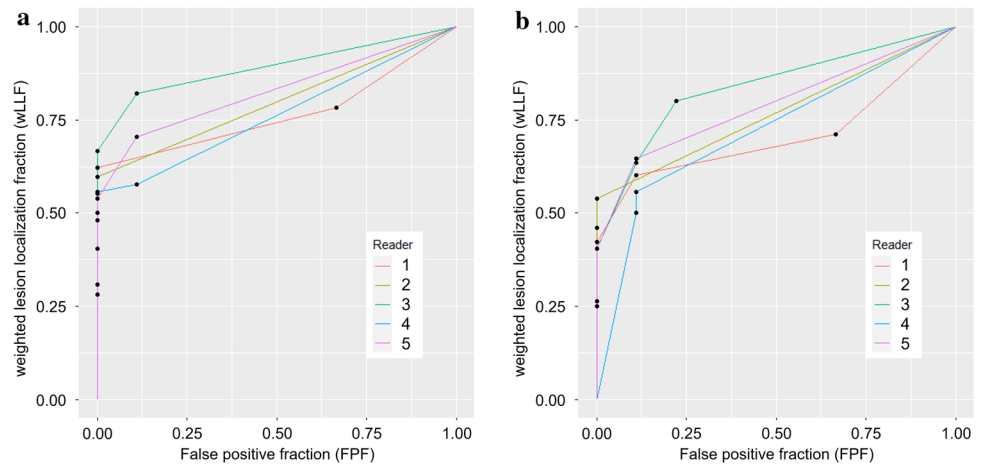 a
weighted lesion localization fraction (wLLF)
1.00
0.75
0.50
0.25
0.00
Reader
1
2
3
4
5
0.00 0.25 0.50 0.75 1.00
False positive fraction (FPF)
b
weighted lesion localization fraction (wLLF)
1.00
0.75
0.50
0.25
0.00
Reader
1
2
3
4
5
0.00 0.25 0.50 0.75 1.00
False positive fraction (FPF)